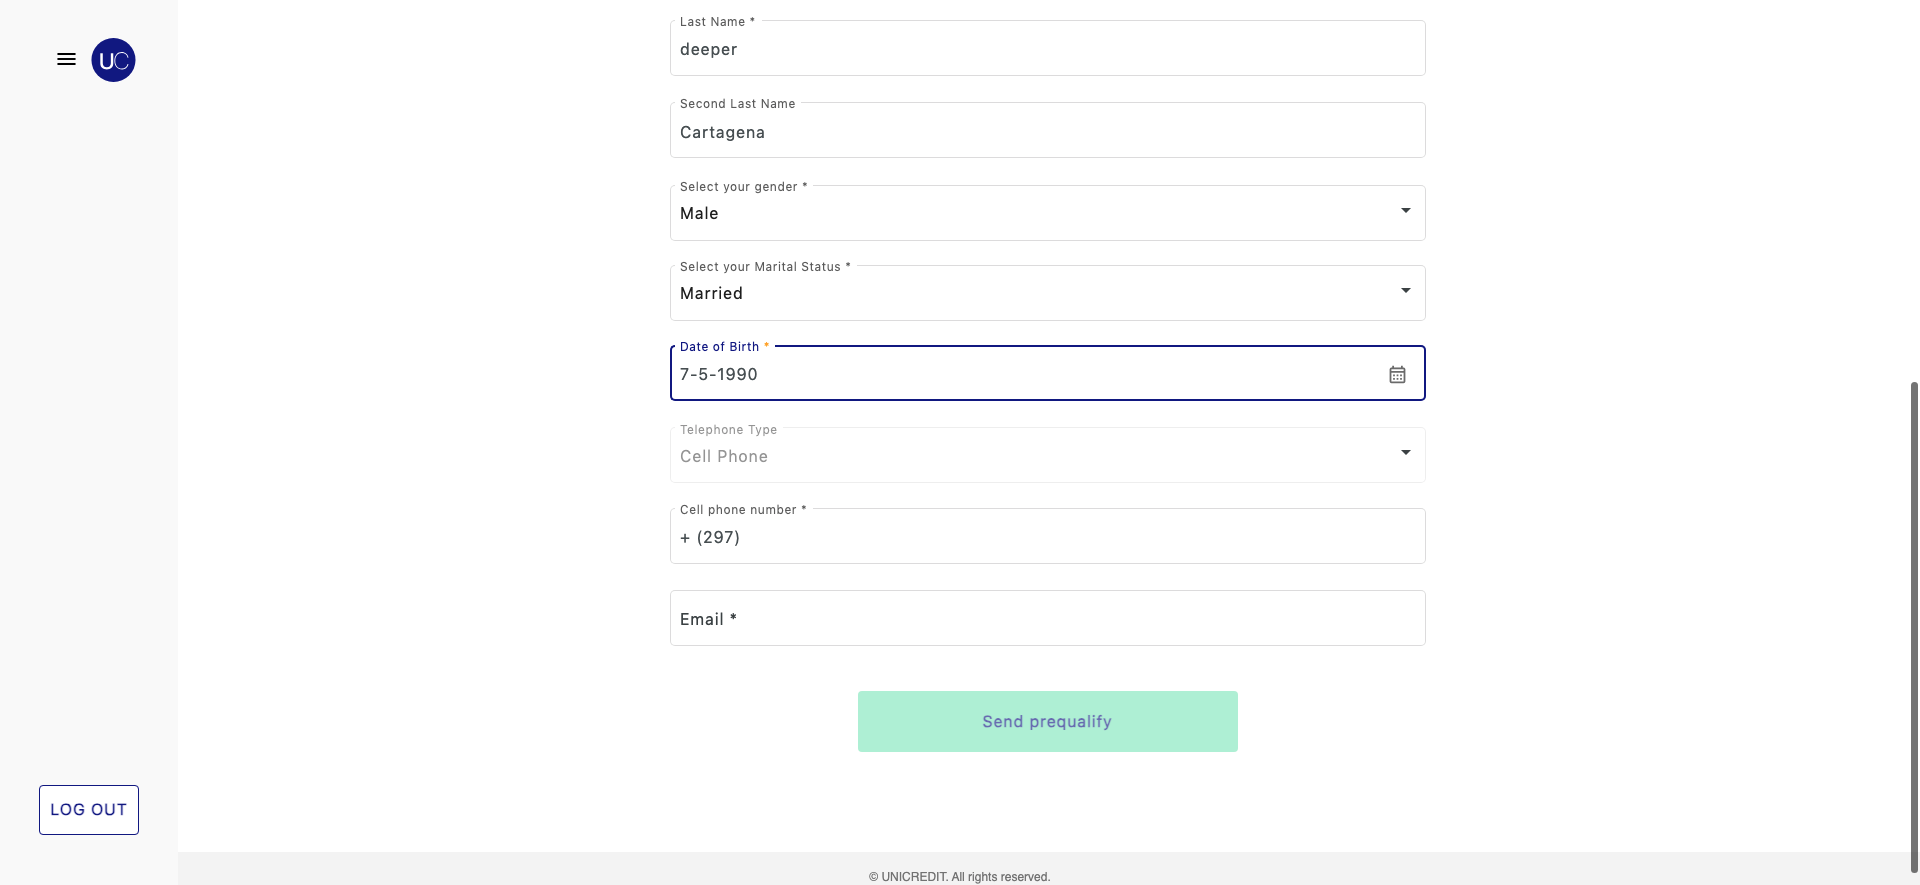 UC
Last Name *
deeper
Second Last Name
Cartagena
Select your gender *
Male
Select your Marital Status *
Married
Date of Birth *
7-5-1990
Telephone Type
Cell Phone
Cell phone number *
+ (297)
Email *
Send prequalify
LOG OUT
© UNICREDIT. All rights reserved.